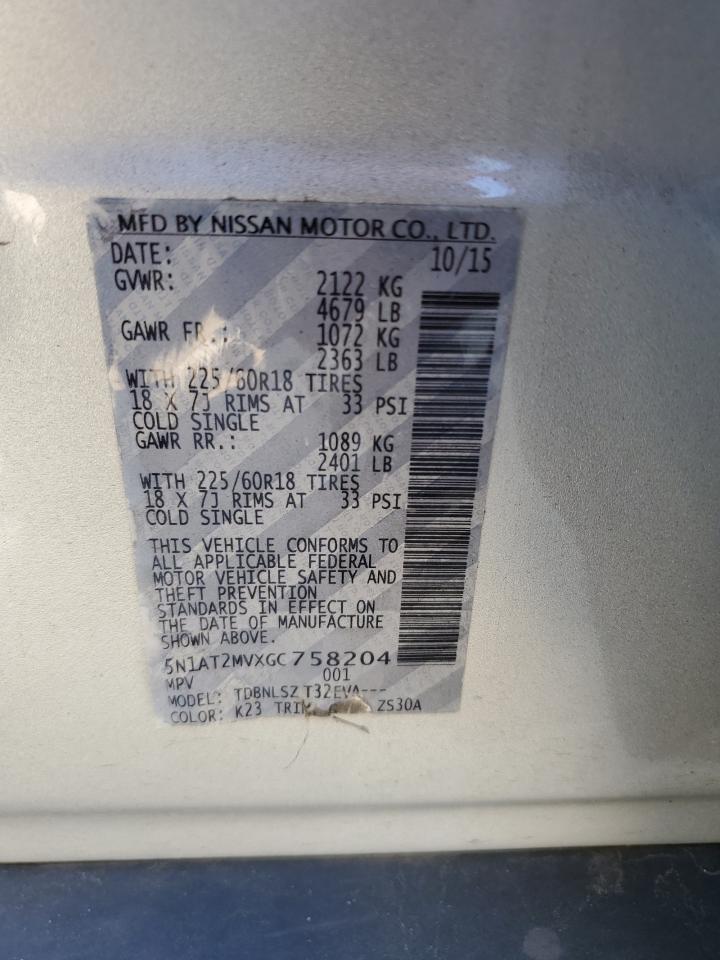 MFD BY NISSAN MOTOR CO., LTD.
DATE: 10/15
GVWR: 2122 KG
4679 LB
GAWR FR.: 1072 KG
2363 LB
WITH 225/60R18 TIRES
18 X 7J RIMS AT 33 PSI
COLD SINGLE
GAWR RR.: 1089 KG
2401 LB
WITH 225/60R18 TIRES
18 X 7J RIMS AT 33 PSI
COLD SINGLE
THIS VEHICLE CONFORMS TO
ALL APPLICABLE FEDERAL
MOTOR VEHICLE SAFETY AND
THEFT PREVENTION
STANDARDS IN EFFECT ON
THE DATE OF MANUFACTURE
SHOWN ABOVE.
5N1AT2MVXGC758204
MPV 001
MODEL: TDBNLSZ T32EVA---
COLOR: K23 TRIM ZS30A